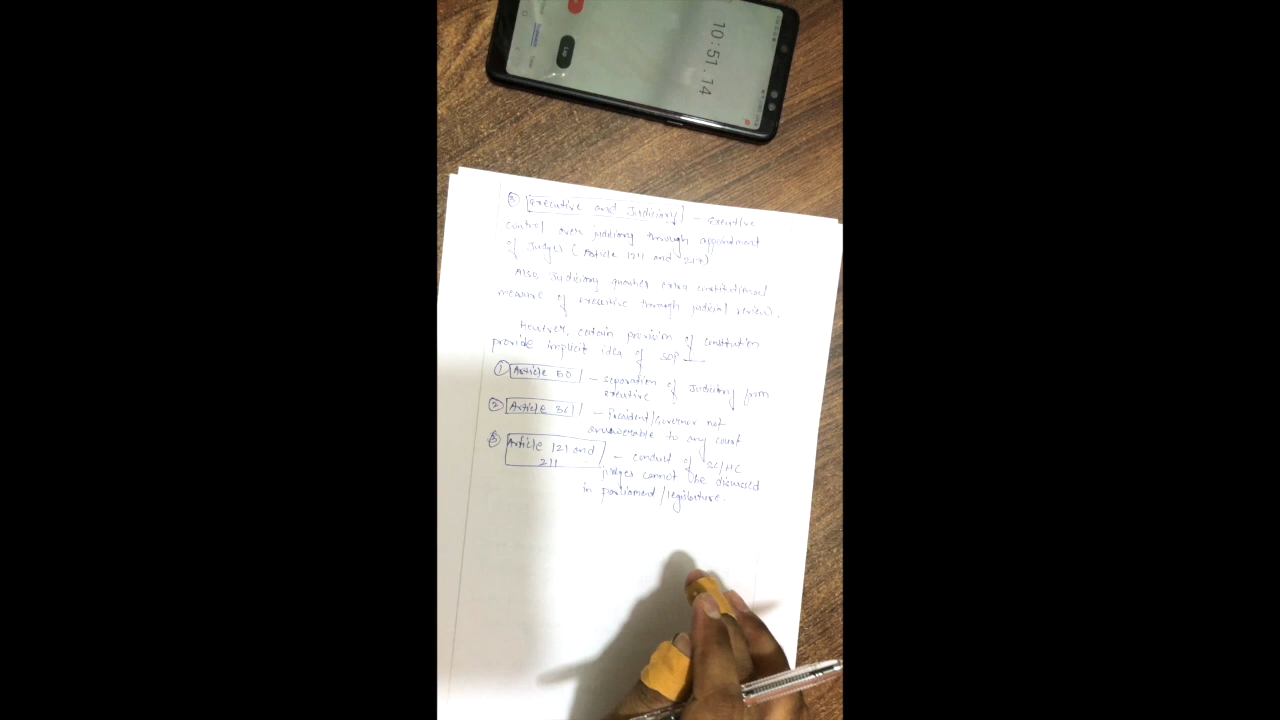 10:51.14
Lap
③ Executive and Judiciary - Executive
control over judiciary through appointment
of Judges (Article 124 and 217)
Also, Judiciary quashes extra constitutional
measure of executive through judicial review.
However, certain provision of constitution
provide implicit idea of SOP
① Article 50 - Separation of Judiciary from
executive
② Article 361 - President/Governor not
answerable to any court
③ Article 121 and
211 - conduct of SC/HC
judges cannot be discussed
in parliament/legislature.